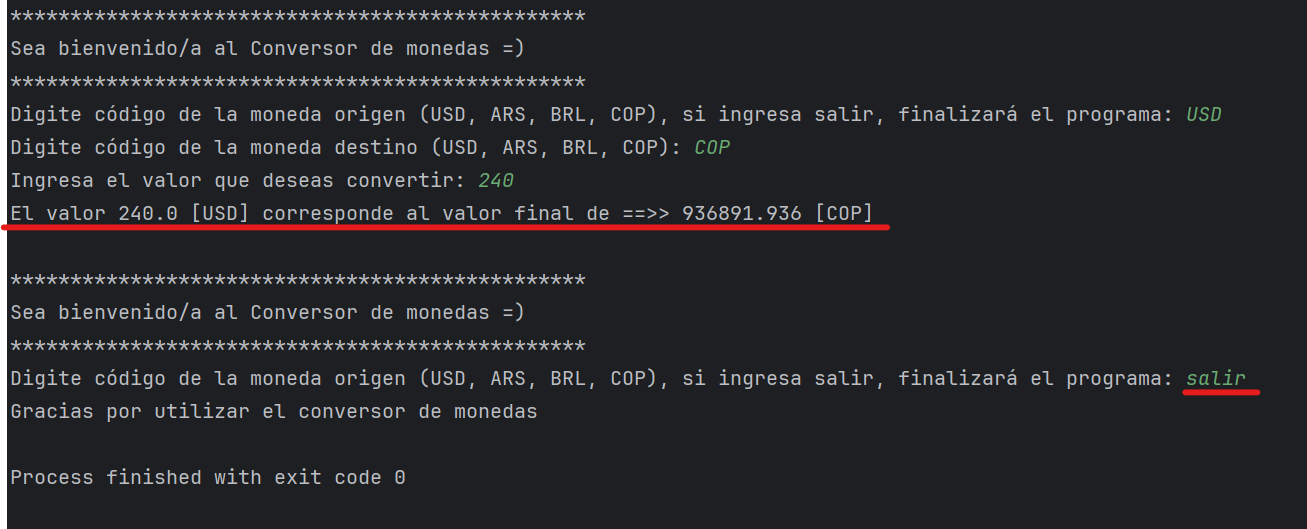 ************************************************
Sea bienvenido/a al Conversor de monedas =)
************************************************
Digite código de la moneda origen (USD, ARS, BRL, COP), si ingresa salir, finalizará el programa: USD
Digite código de la moneda destino (USD, ARS, BRL, COP): COP
Ingresa el valor que deseas convertir: 240
El valor 240.0 [USD] corresponde al valor final de ==>> 936891.936 [COP]
************************************************
Sea bienvenido/a al Conversor de monedas =)
************************************************
Digite código de la moneda origen (USD, ARS, BRL, COP), si ingresa salir, finalizará el programa: salir
Gracias por utilizar el conversor de monedas
Process finished with exit code 0